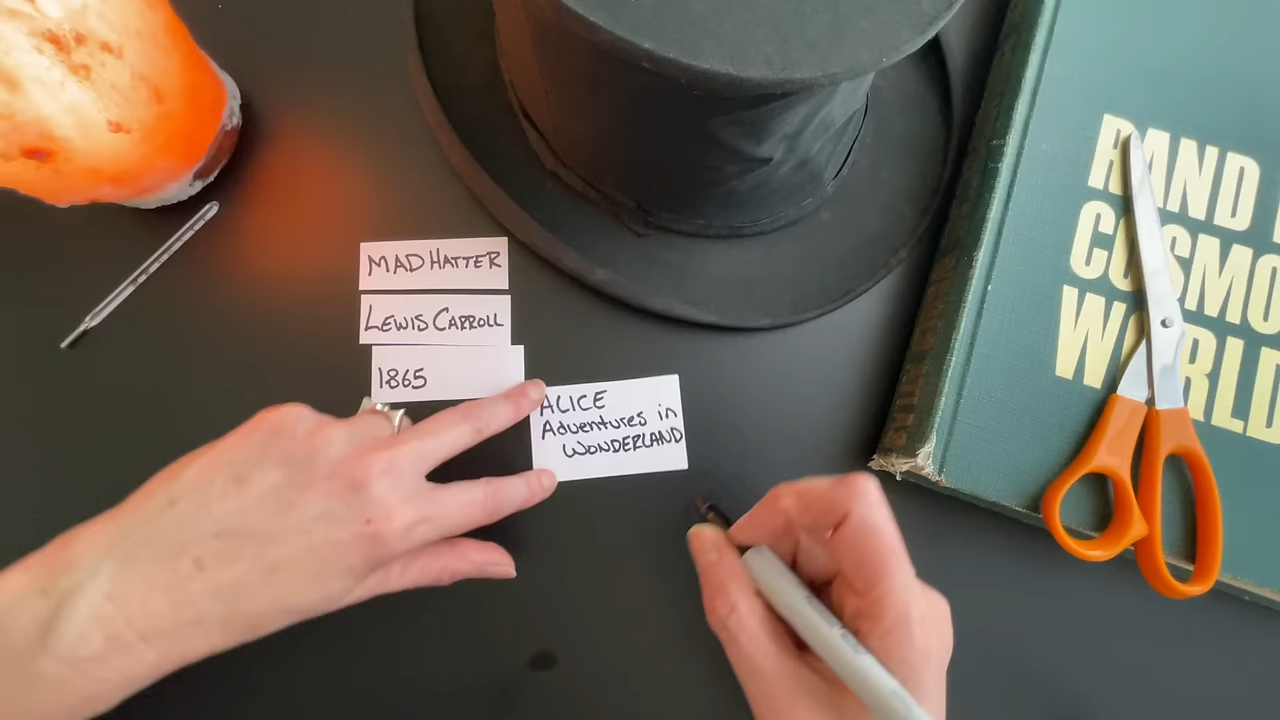 MAD HATTER
LEWIS CARROLL
1865
ALICE
Adventures in
WONDERLAND
RAND
COSMO
WORLD